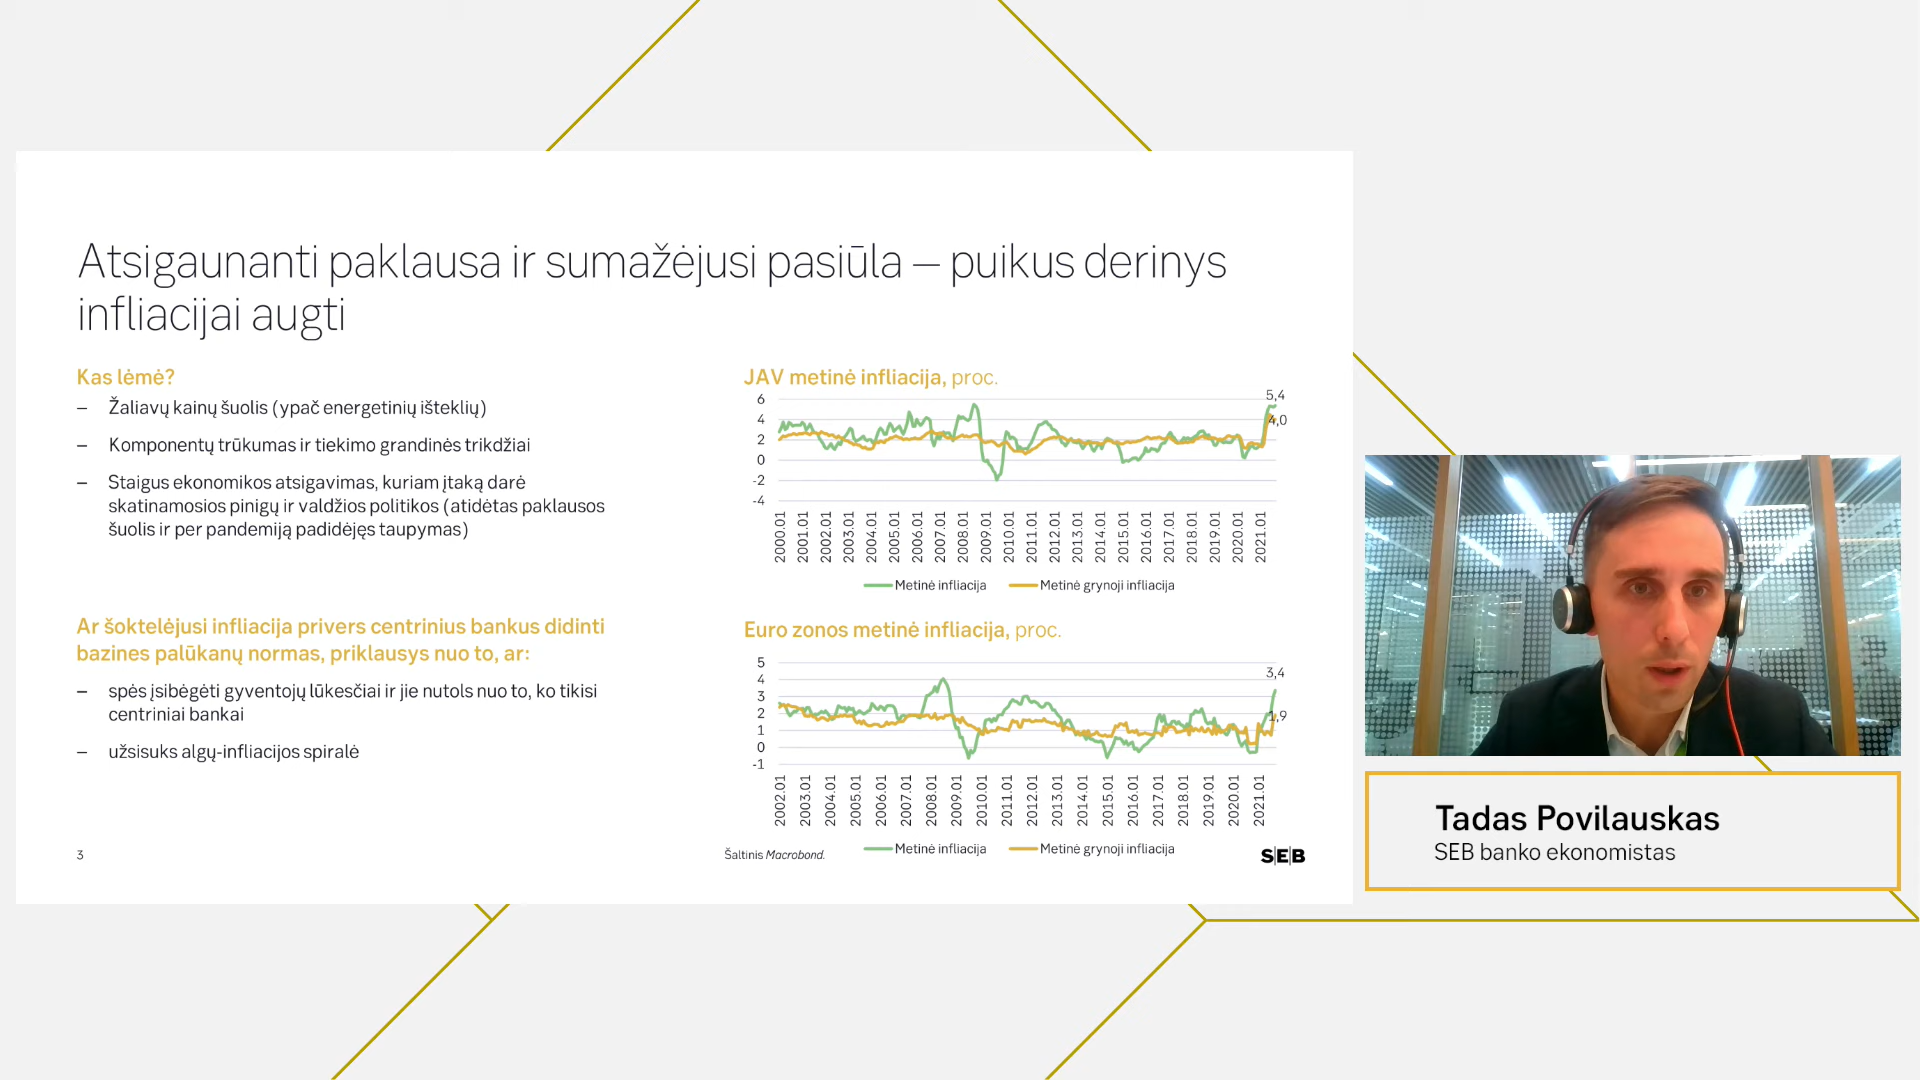 Atsigaunanti paklausa ir sumažėjusi pasiūla – puikus derinys
infliacijai augti
Kas lėmė?
– Žaliavų kainų šuolis (ypač energetinių išteklių)
– Komponentų trūkumas ir tiekimo grandinės trikdžiai
– Staigus ekonomikos atsigavimas, kuriam įtaką darė
skatinamosios pinigų ir valdžios politikos (atidėtas paklausos
šuolis ir per pandemiją padidėjęs taupymas)
Ar šoktelėjusi infliacija privers centrinius bankus didinti
bazines palūkanų normas, priklausys nuo to, ar:
– spės įsibėgėti gyventojų lūkesčiai ir jie nutols nuo to, ko tikisi
centriniai bankai
– užsisuks algų-infliacijos spiralė
3
JAV metinė infliacija, proc.
5,4
4,0
6
4
2
0
-2
-4
2000.01 2001.01 2002.01 2003.01 2004.01 2005.01 2006.01 2007.01 2008.01 2009.01 2010.01 2011.01 2012.01 2013.01 2014.01 2015.01 2016.01 2017.01 2018.01 2019.01 2020.01 2021.01
Metinė infliacija Metinė grynoji infliacija
Euro zonos metinė infliacija, proc.
3,4
1,9
5
4
3
2
1
0
-1
2002.01 2003.01 2004.01 2005.01 2006.01 2007.01 2008.01 2009.01 2010.01 2011.01 2012.01 2013.01 2014.01 2015.01 2016.01 2017.01 2018.01 2019.01 2020.01 2021.01
Metinė infliacija Metinė grynoji infliacija
Šaltinis Macrobond.
SEB
Tadas Povilauskas
SEB banko ekonomistas